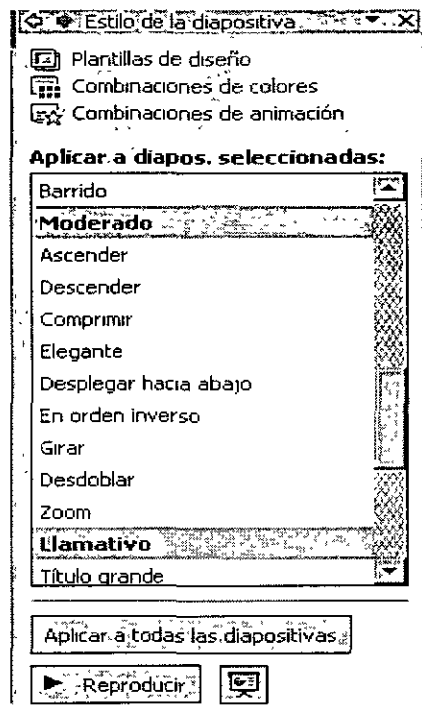 Estilo de la diapositiva
Plantillas de diseño
Combinaciones de colores
Combinaciones de animación
Aplicar a diapos. seleccionadas:
Barrido
Moderado
Ascender
Descender
Comprimir
Elegante
Desplegar hacia abajo
En orden inverso
Girar
Desdoblar
Zoom
Llamativo
Título grande
Aplicar a todas las diapositivas
Reproducir